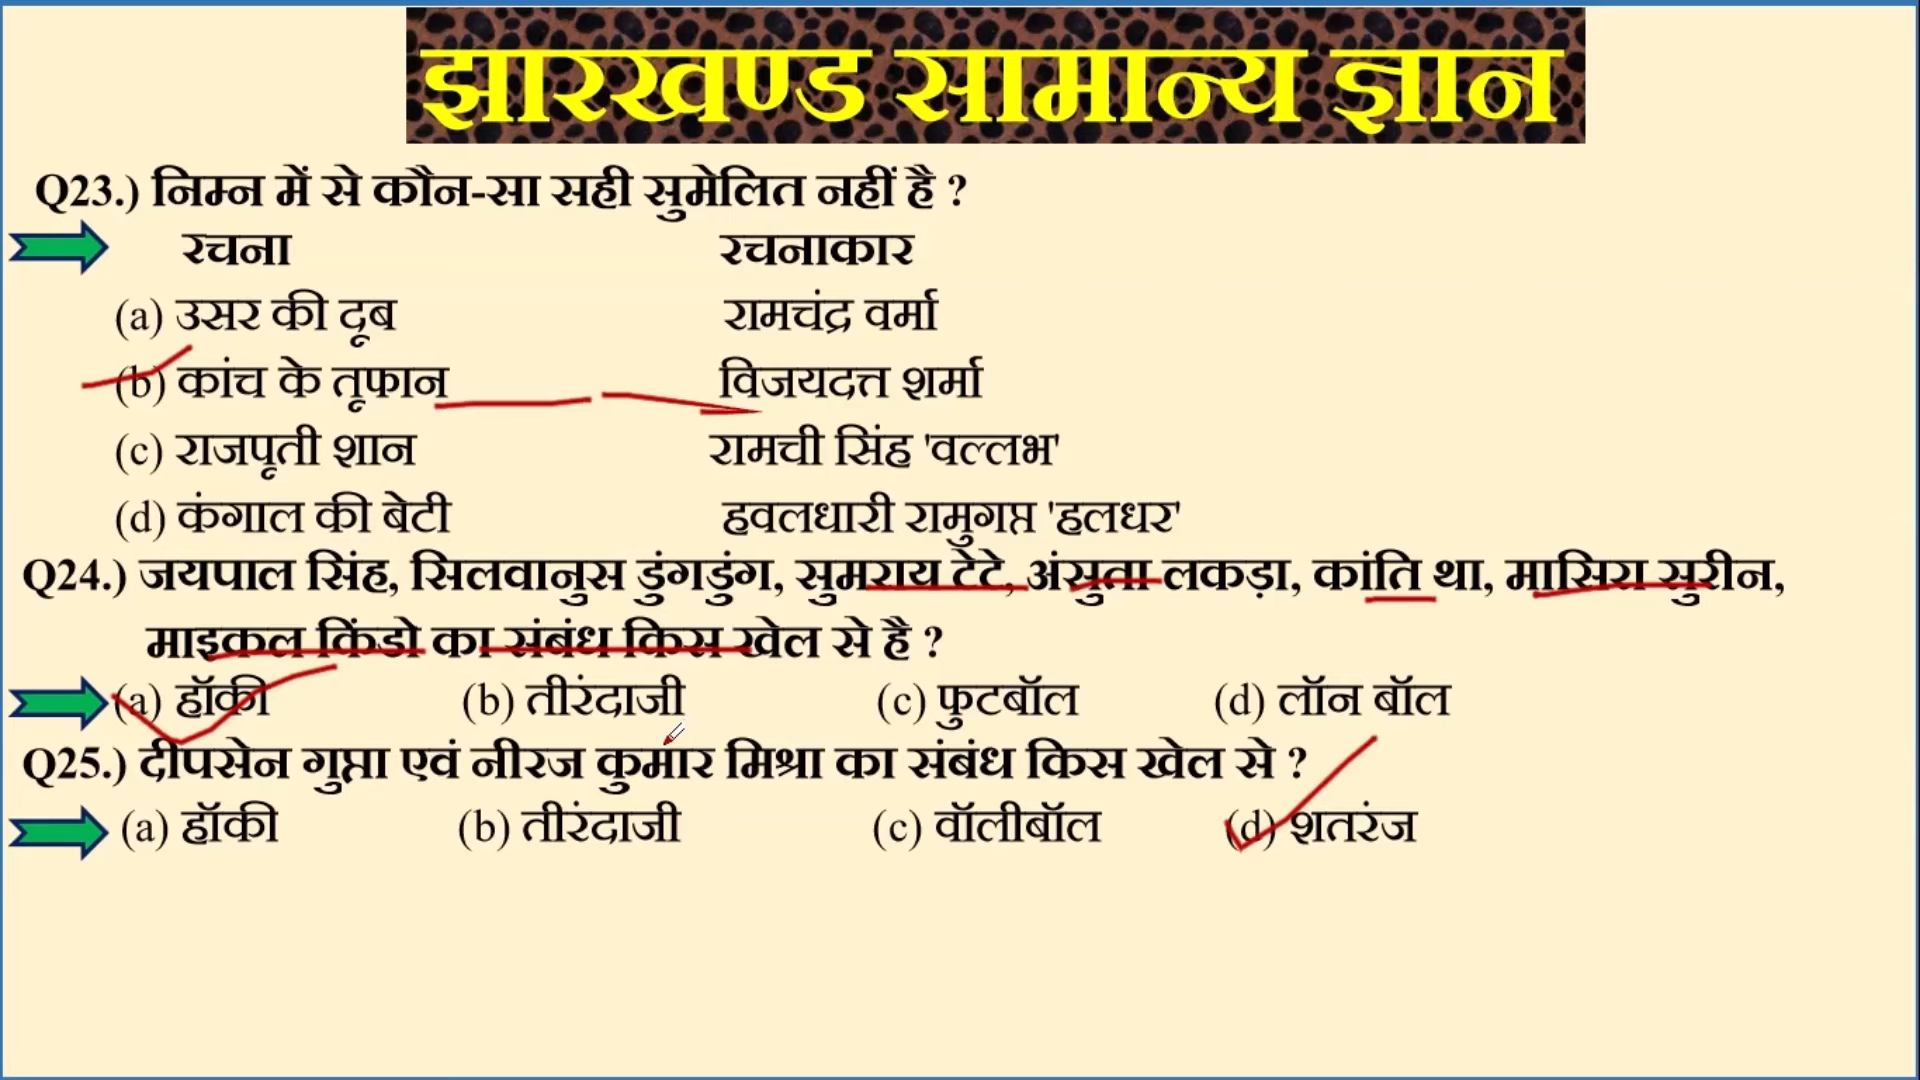 झारखण्ड सामान्य ज्ञान
Q23.) निम्न में से कौन-सा सही सुमेलित नहीं है ?
रचना रचनाकार
(a) उसर की दूब रामचंद्र वर्मा
(b) कांच के तूफान विजयदत्त शर्मा
(c) राजपूती शान रामची सिंह 'वल्लभ'
(d) कंगाल की बेटी हवलधारी रामुगप्त 'हलधर'
Q24.) जयपाल सिंह, सिलवानुस डुंगडुंग, सुमराय टेटे, अंसुता लकड़ा, कांति था, मासिरा सुरीन,
माइकल किंडो का संबंध किस खेल से है ?
(a) हॉकी (b) तीरंदाजी (c) फुटबॉल (d) लॉन बॉल
Q25.) दीपसेन गुप्ता एवं नीरज कुमार मिश्रा का संबंध किस खेल से ?
(a) हॉकी (b) तीरंदाजी (c) वॉलीबॉल (d) शतरंज